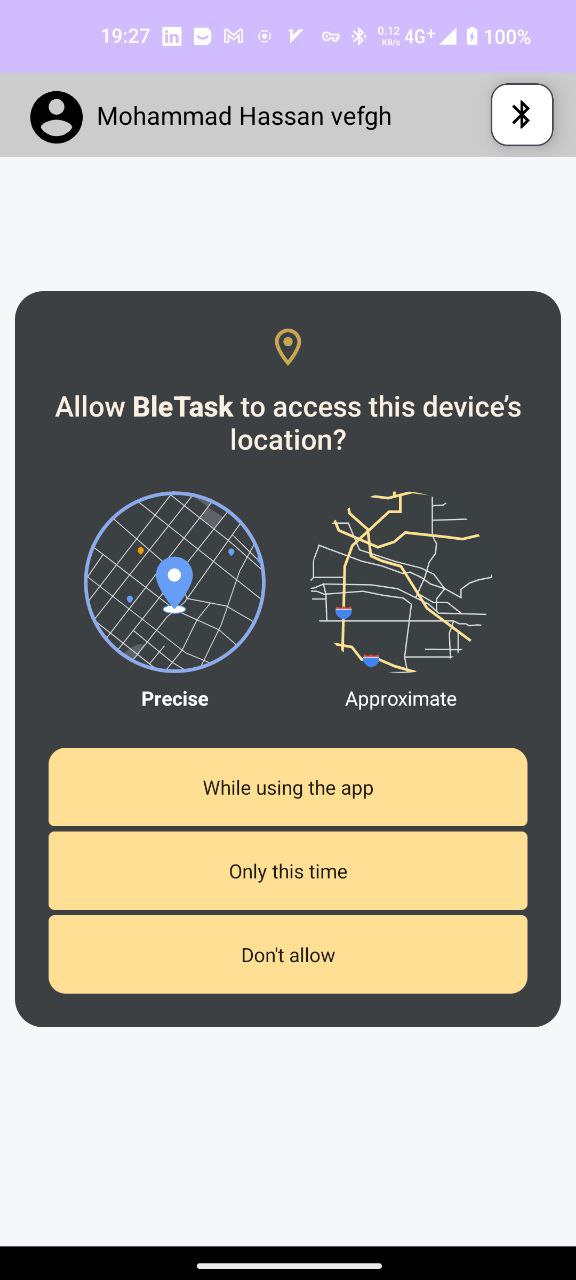 19:27 0.12 KB/s 4G+ 100%
Mohammad Hassan vefgh
Allow BleTask to access this device’s
location?
Precise Approximate
While using the app
Only this time
Don't allow